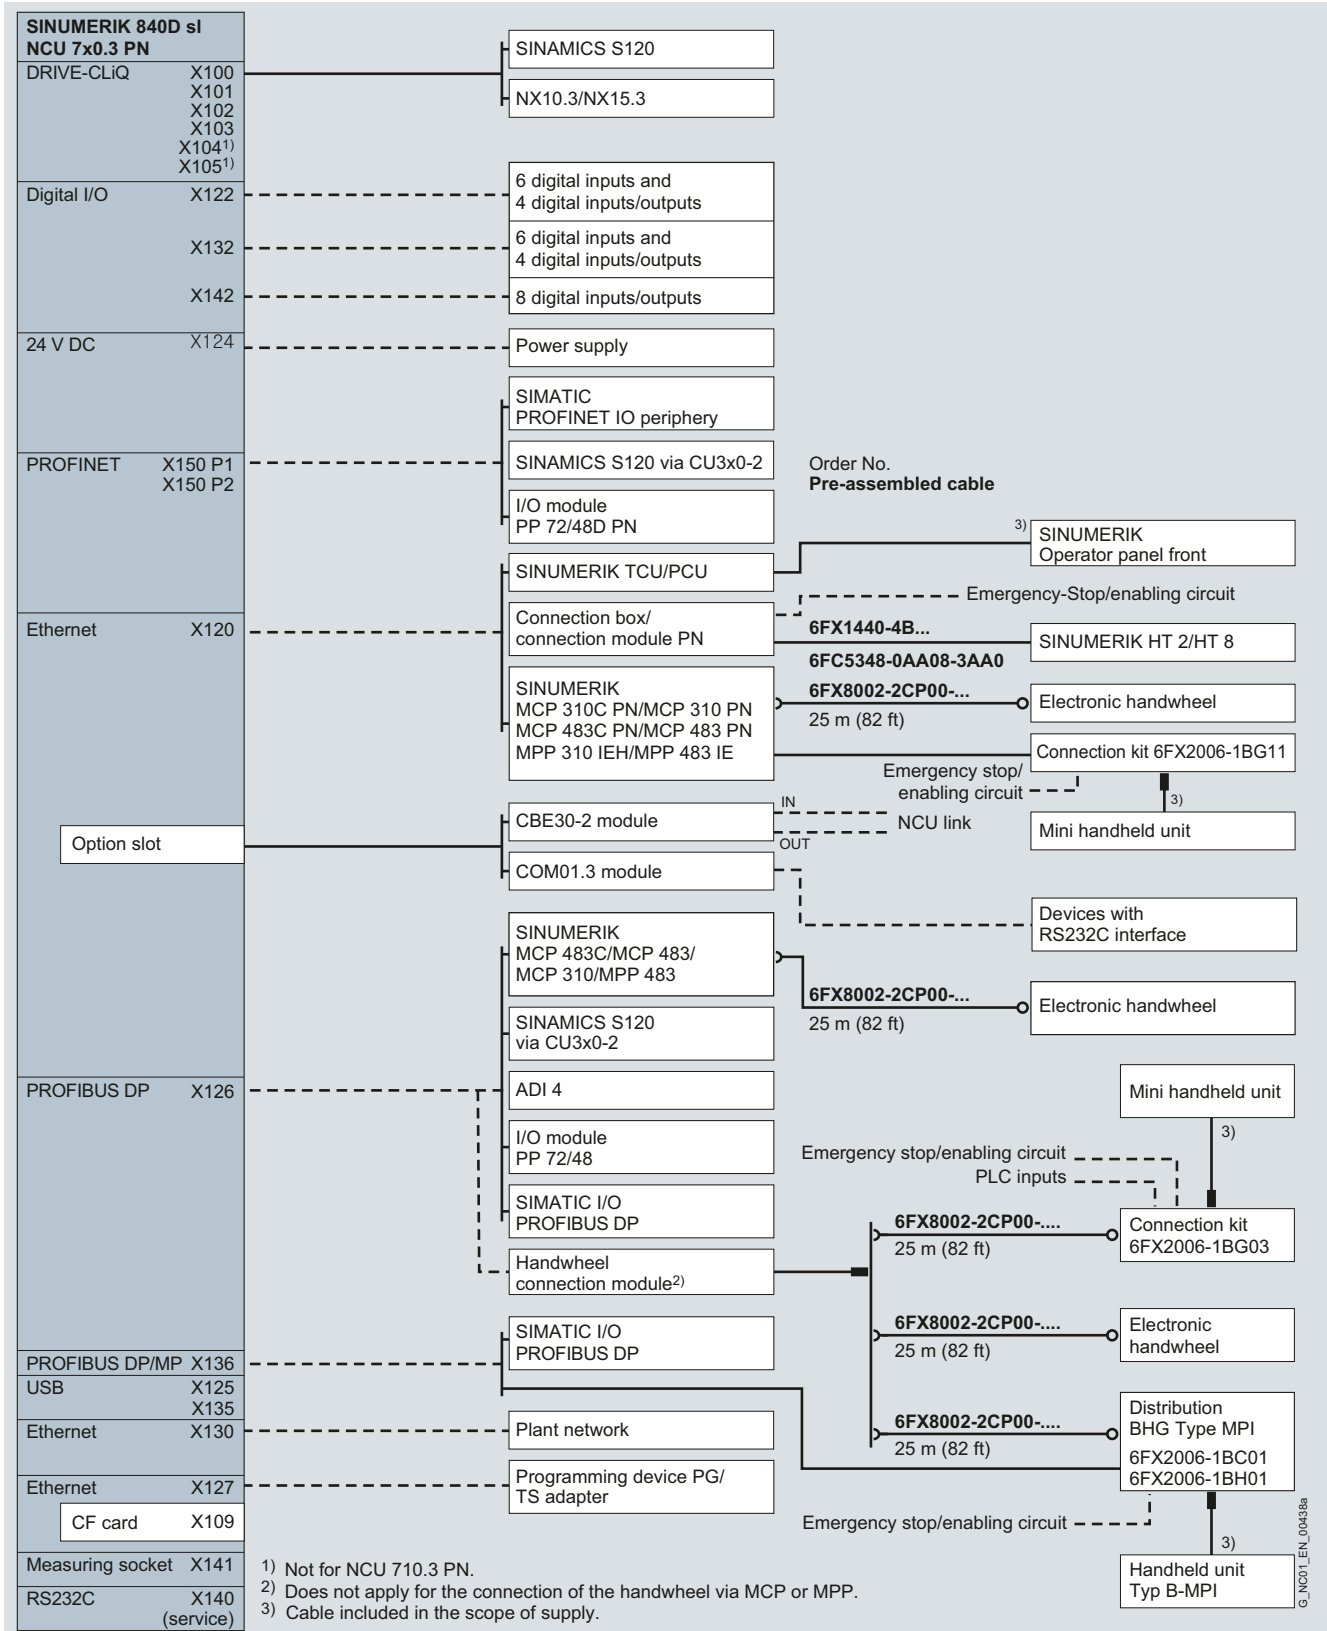 SINUMERIK 840D sl
NCU 7x0.3 PN
DRIVE-CLiQ X100
X101
X102
X103
X104 1)
X105 1)
SINAMICS S120
NX10.3/NX15.3
Digital I/O X122
6 digital inputs and
4 digital inputs/outputs
X132
6 digital inputs and
4 digital inputs/outputs
X142
8 digital inputs/outputs
24 V DC X124
Power supply
SIMATIC
PROFINET IO periphery
PROFINET X150 P1
X150 P2
SINAMICS S120 via CU3x0-2
I/O module
PP 72/48D PN
Order No.
Pre-assembled cable
SINUMERIK TCU/PCU
3) SINUMERIK
Operator panel front
Ethernet X120
Connection box/
connection module PN
Emergency-Stop/enabling circuit
6FX1440-4B...
6FC5348-0AA08-3AA0
SINUMERIK HT 2/HT 8
SINUMERIK
MCP 310C PN/MCP 310 PN
MCP 483C PN/MCP 483 PN
MPP 310 IEH/MPP 483 IE
6FX8002-2CP00-...
25 m (82 ft)
Electronic handwheel
Connection kit 6FX2006-1BG11
Emergency stop/
enabling circuit
3)
Mini handheld unit
Option slot
CBE30-2 module
IN
NCU link
OUT
COM01.3 module
Devices with
RS232C interface
SINUMERIK
MCP 483C/MCP 483/
MCP 310/MPP 483
6FX8002-2CP00-...
25 m (82 ft)
Electronic handwheel
SINAMICS S120
via CU3x0-2
PROFIBUS DP X126
ADI 4
I/O module
PP 72/48
SIMATIC I/O
PROFIBUS DP
Handwheel
connection module 2)
Mini handheld unit
3)
Emergency stop/enabling circuit
PLC inputs
6FX8002-2CP00-....
25 m (82 ft)
Connection kit
6FX2006-1BG03
6FX8002-2CP00-....
25 m (82 ft)
Electronic
handwheel
6FX8002-2CP00-....
25 m (82 ft)
Distribution
BHG Type MPI
6FX2006-1BC01
6FX2006-1BH01
Emergency stop/enabling circuit
3)
Handheld unit
Typ B-MPI
PROFIBUS DP/MP X136
SIMATIC I/O
PROFIBUS DP
USB X125
X135
Ethernet X130
Plant network
Ethernet X127
Programming device PG/
TS adapter
CF card X109
Measuring socket X141
RS232C X140
(service)
1) Not for NCU 710.3 PN.
2) Does not apply for the connection of the handwheel via MCP or MPP.
3) Cable included in the scope of supply.
G_NC01_EN_00438a